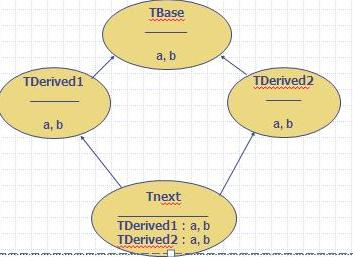 TBase
a, b
TDerived1
a, b
TDerived2
a, b
Tnext
TDerived1 : a, b
TDerived2 : a, b